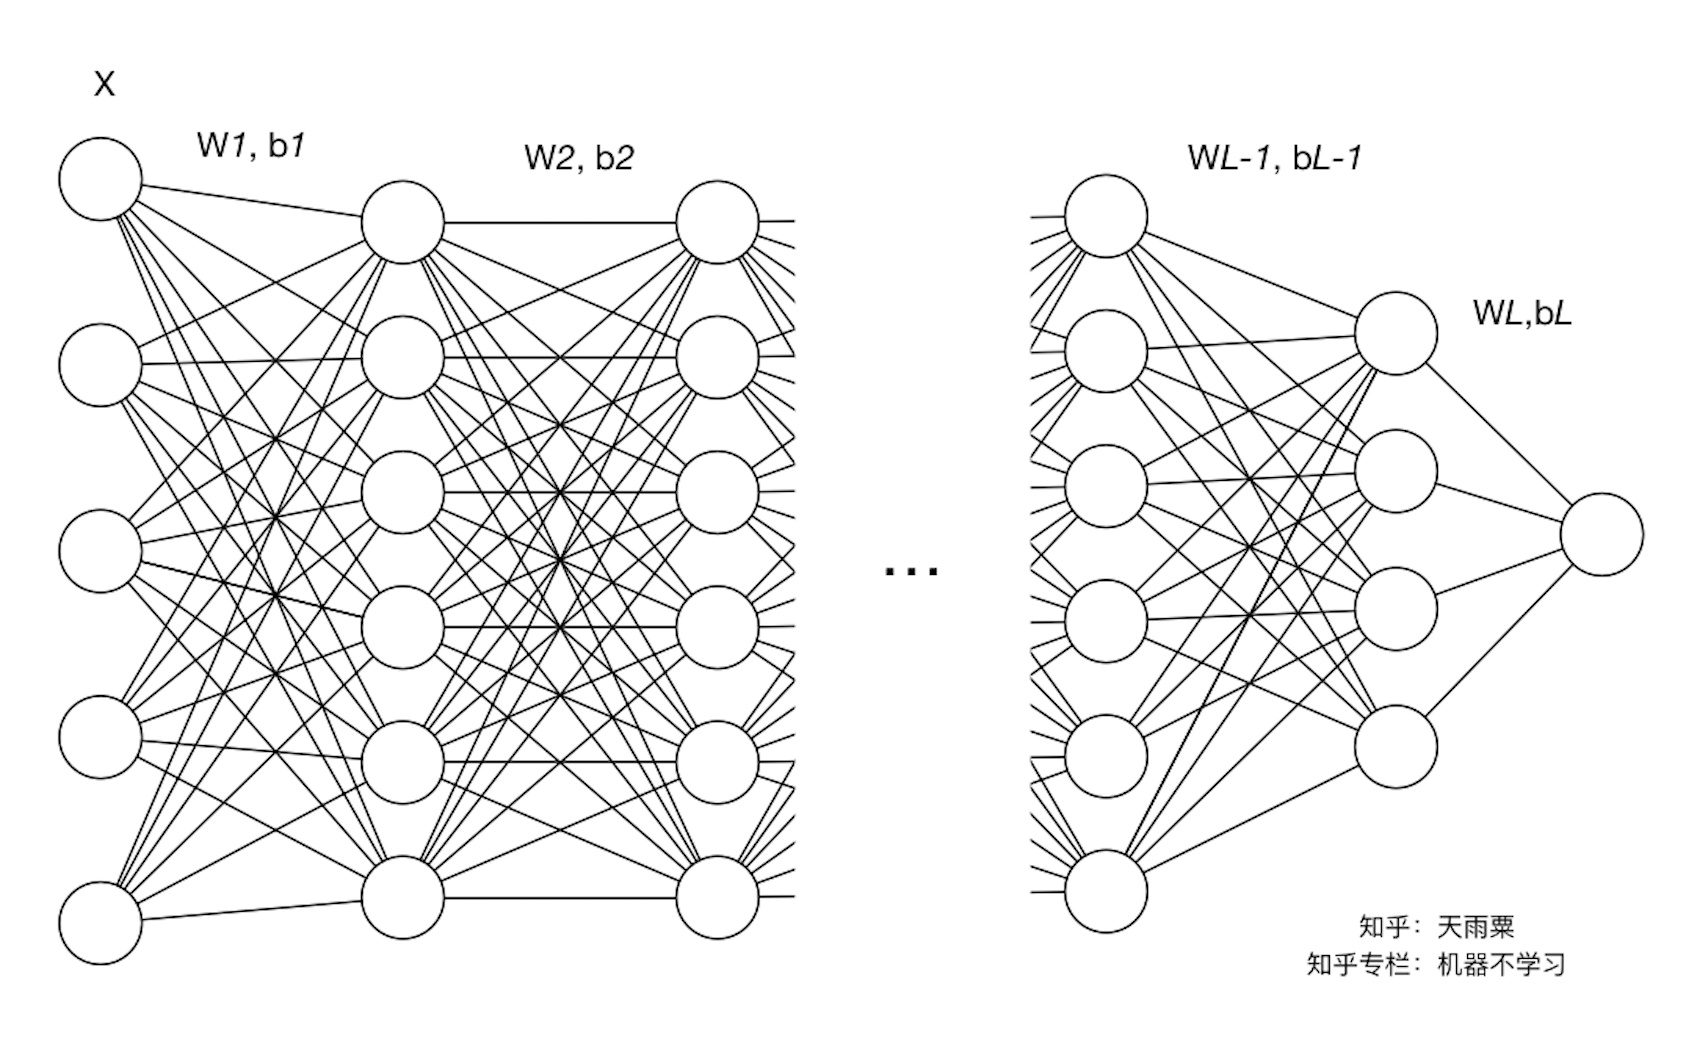 X
W1, b1
W2, b2
WL-1, bL-1
WL,bL
...
知乎：天雨粟
知乎专栏：机器不学习